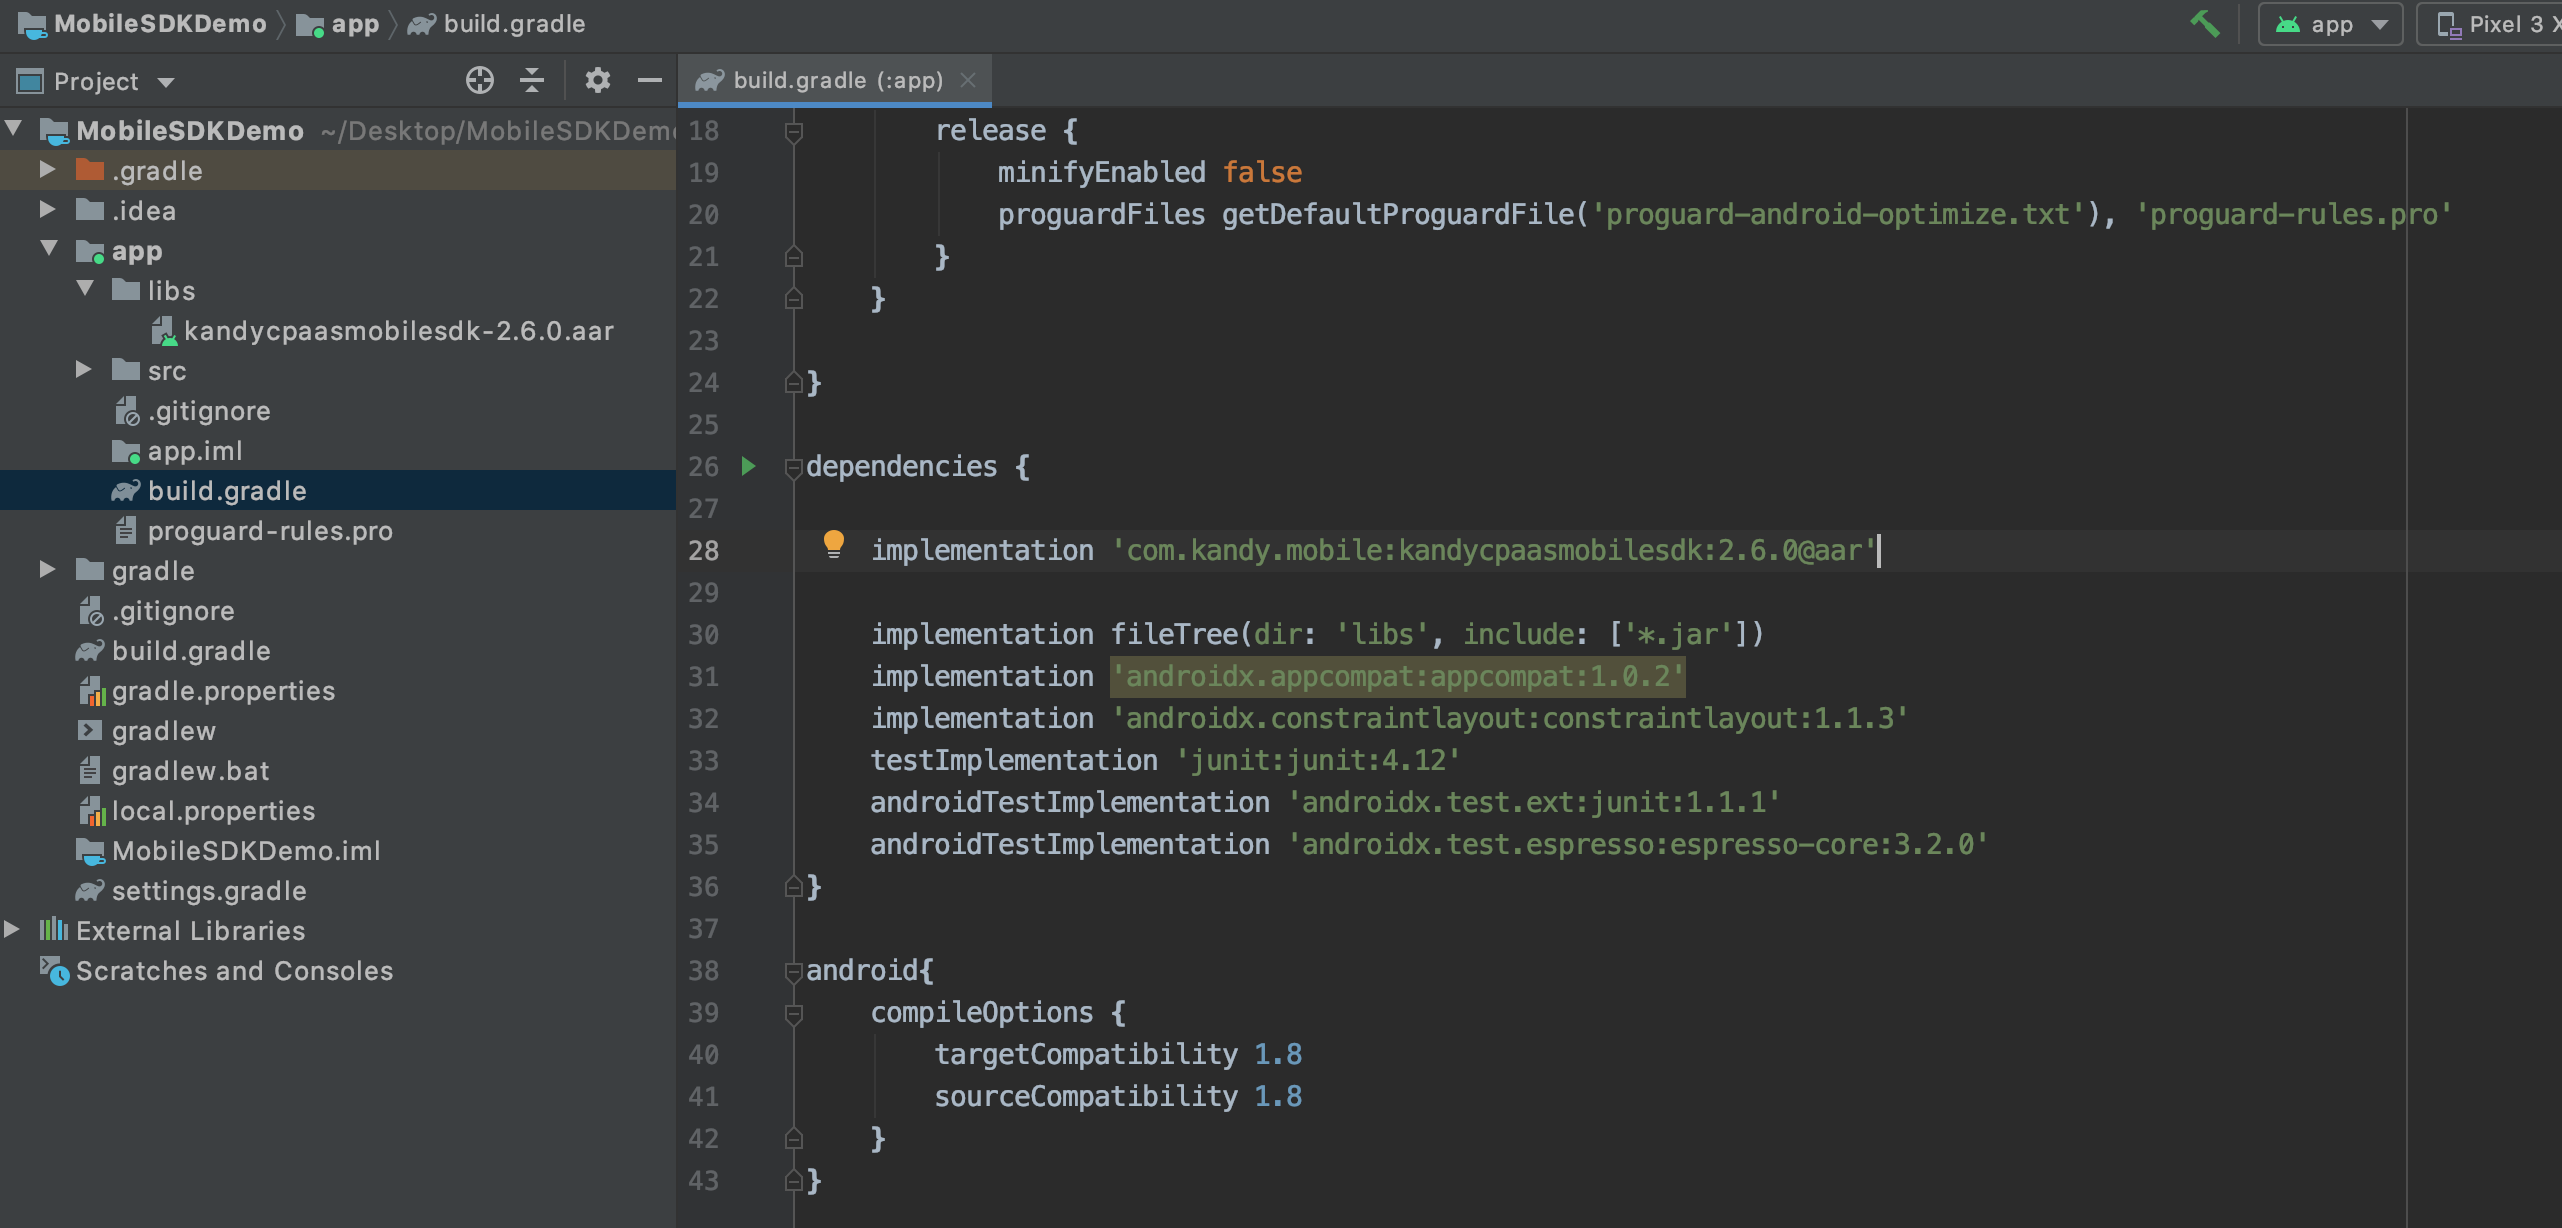 MobileSDKDemo app build.gradle
app Pixel 3 X
Project
build.gradle (:app)
MobileSDKDemo ~/Desktop/MobileSDKDem
.gradle
.idea
app
libs
kandycpaasmobilesdk-2.6.0.aar
src
.gitignore
app.iml
build.gradle
proguard-rules.pro
gradle
.gitignore
build.gradle
gradle.properties
gradlew
gradlew.bat
local.properties
MobileSDKDemo.iml
settings.gradle
External Libraries
Scratches and Consoles
18 release {
19 minifyEnabled false
20 proguardFiles getDefaultProguardFile('proguard-android-optimize.txt'), 'proguard-rules.pro'
21 }
22 }
23
24 }
25
26 dependencies {
27
28 implementation 'com.kandy.mobile:kandycpaasmobilesdk:2.6.0@aar'
29
30 implementation fileTree(dir: 'libs', include: ['*.jar'])
31 implementation 'androidx.appcompat:appcompat:1.0.2'
32 implementation 'androidx.constraintlayout:constraintlayout:1.1.3'
33 testImplementation 'junit:junit:4.12'
34 androidTestImplementation 'androidx.test.ext:junit:1.1.1'
35 androidTestImplementation 'androidx.test.espresso:espresso-core:3.2.0'
36 }
37
38 android{
39 compileOptions {
40 targetCompatibility 1.8
41 sourceCompatibility 1.8
42 }
43 }